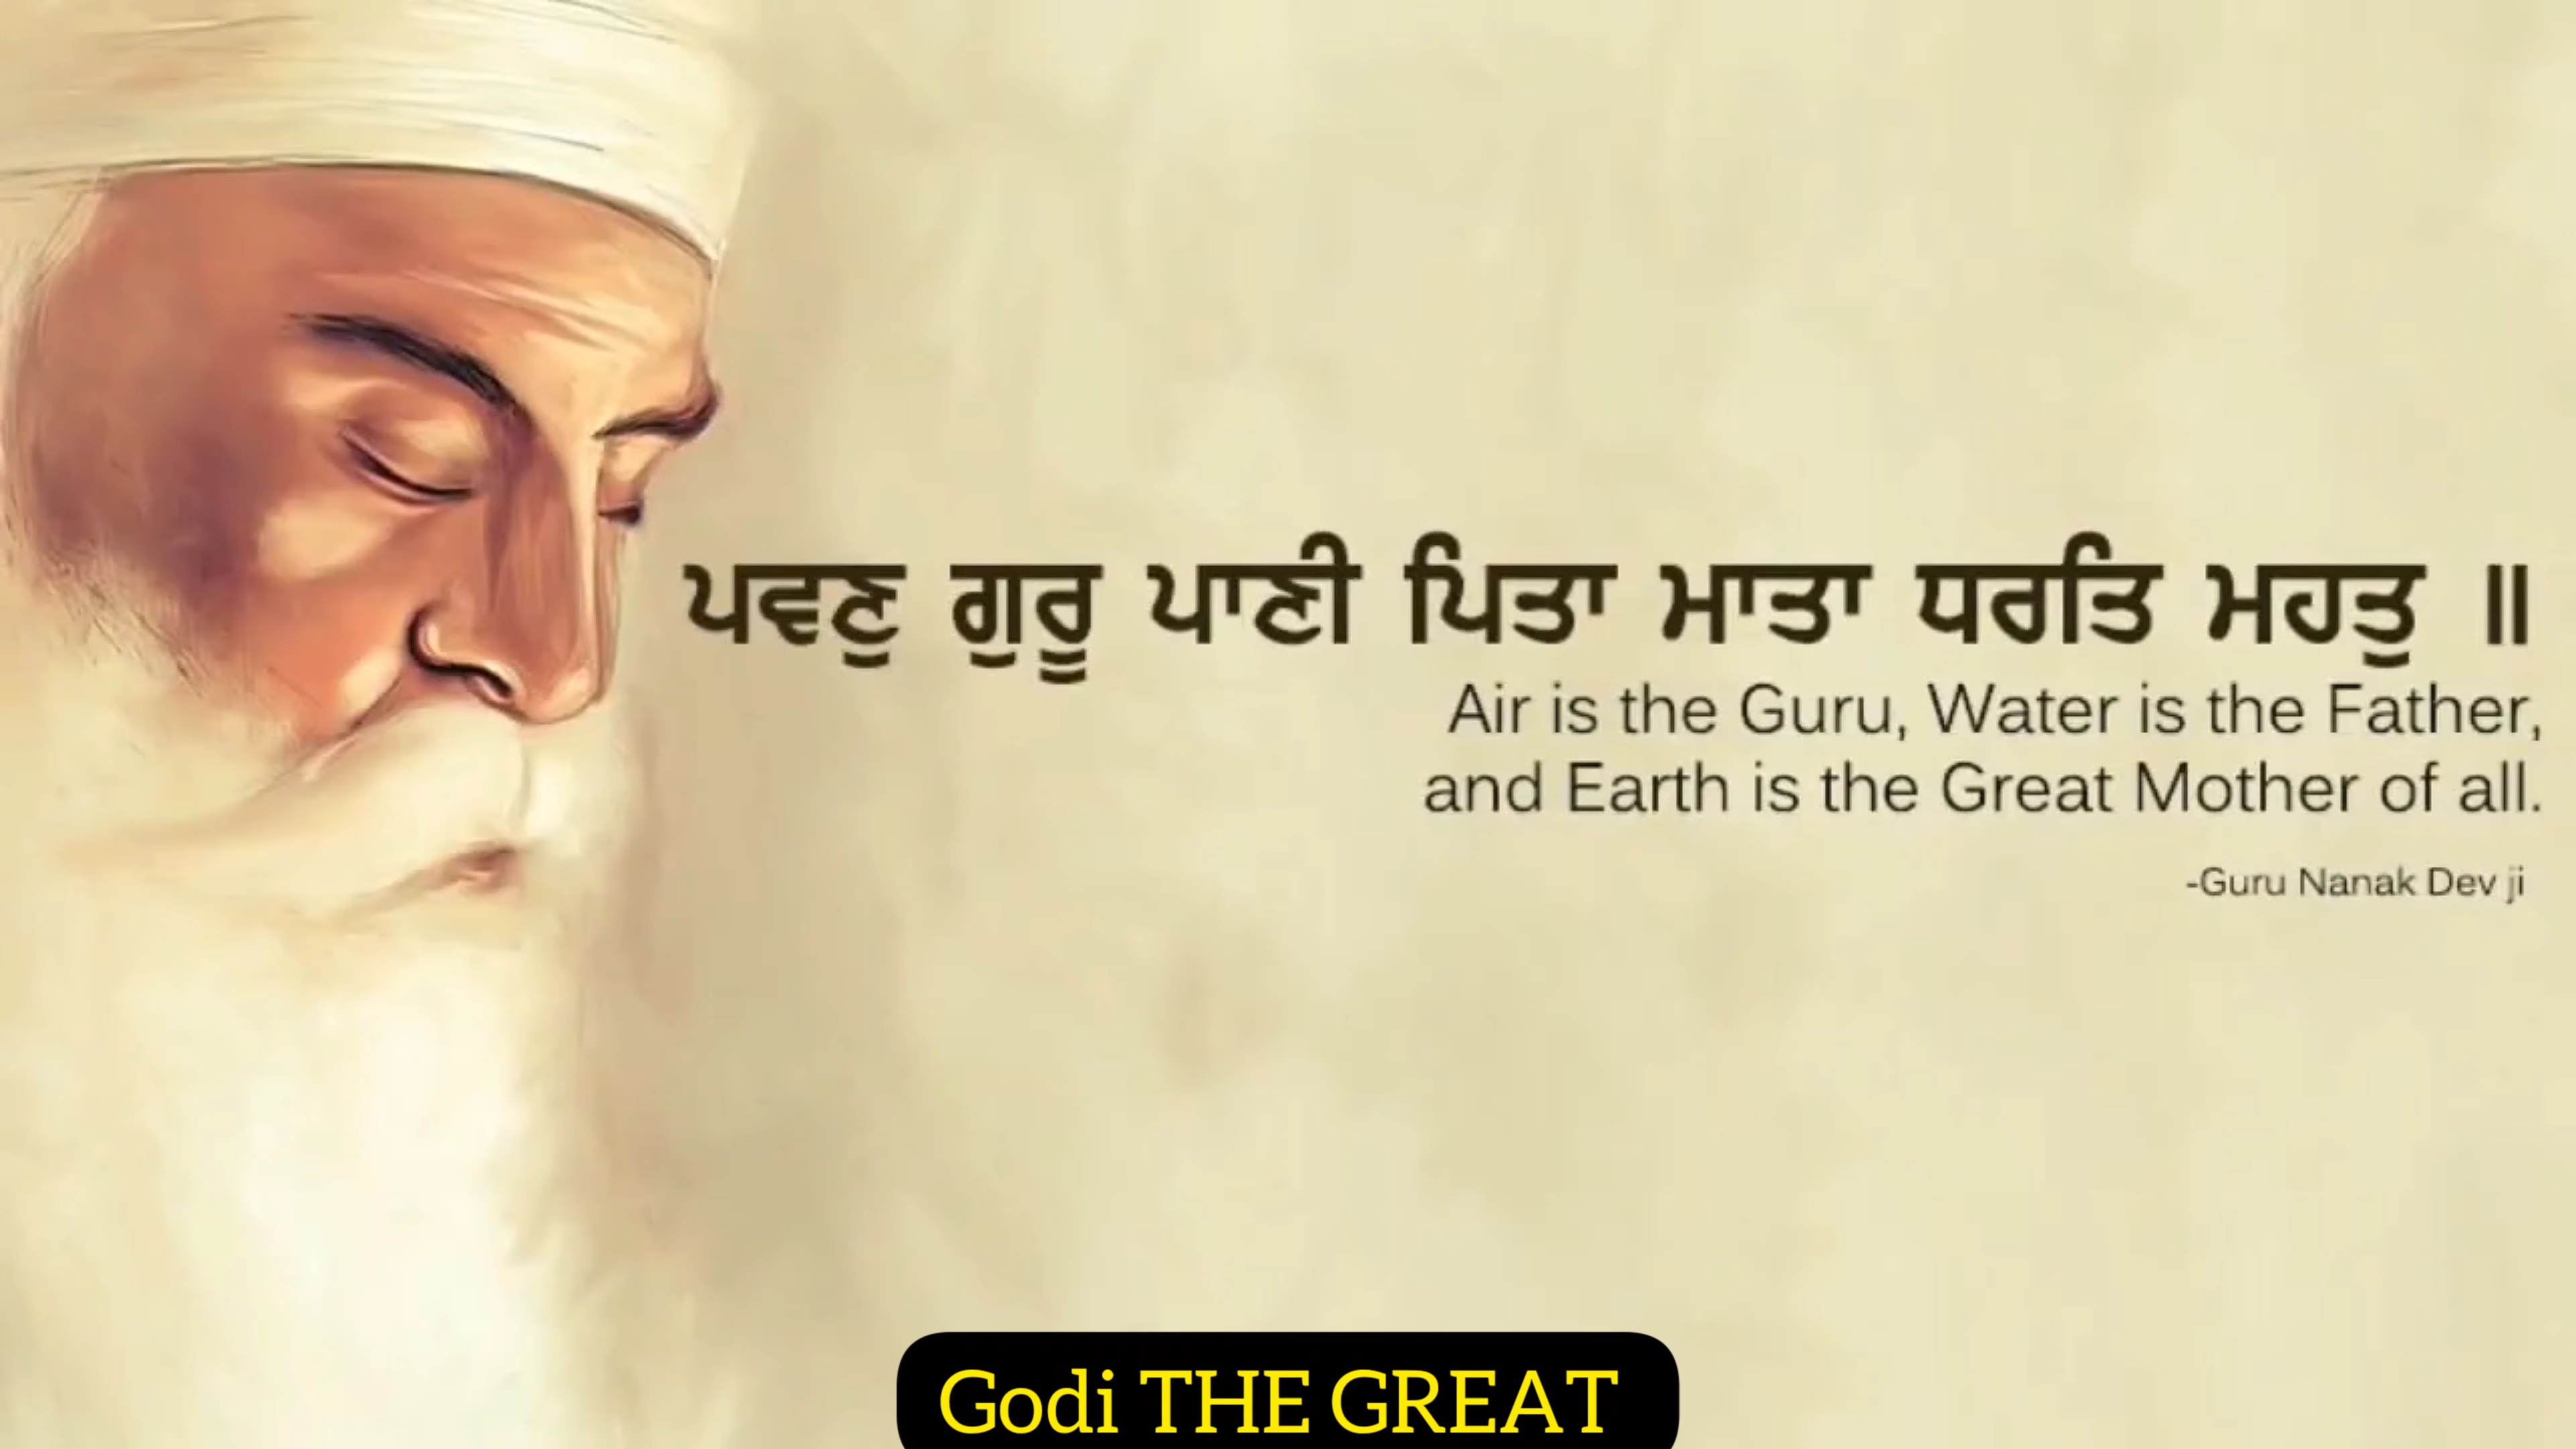 ਪਵਣੁ ਗੁਰੂ ਪਾਣੀ ਪਿਤਾ ਮਾਤਾ ਧਰਤਿ ਮਹਤੁ ॥
Air is the Guru, Water is the Father,
and Earth is the Great Mother of all.
-Guru Nanak Dev ji
Godi THE GREAT